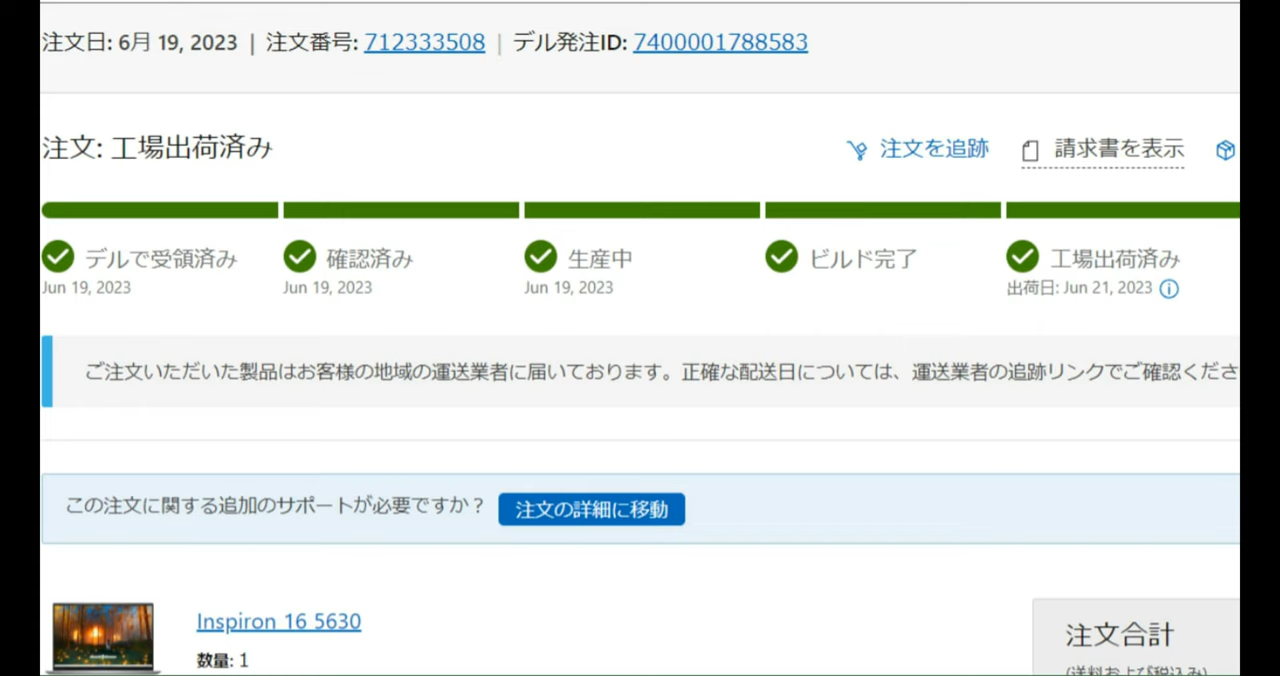 注文日: 6月 19, 2023 | 注文番号: 712333508 | デル発注ID: 7400001788583
注文: 工場出荷済み
注文を追跡
請求書を表示
デルで受領済み
Jun 19, 2023
確認済み
Jun 19, 2023
生産中
Jun 19, 2023
ビルド完了
工場出荷済み
出荷日: Jun 21, 2023
ご注文いただいた製品はお客様の地域の運送業者に届いております。正確な配送日については、運送業者の追跡リンクでご確認くださ
この注文に関する追加のサポートが必要ですか？
注文の詳細に移動
Inspiron 16 5630
数量: 1
注文合計
(送料および税込み)